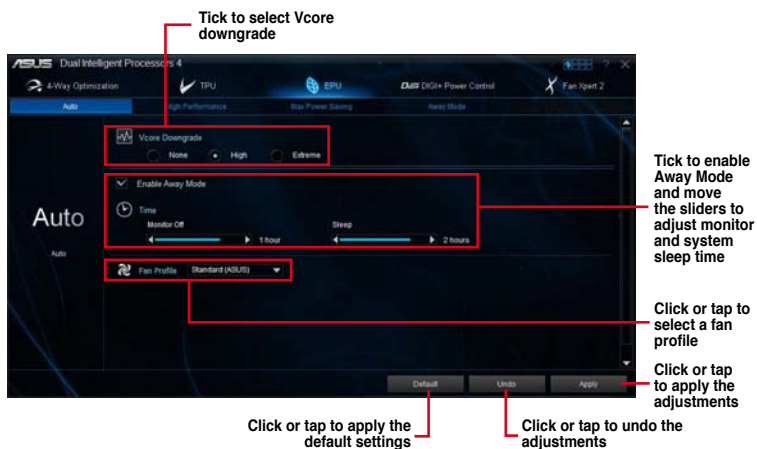 Tick to select Vcore
downgrade
ASUS Dual Intelligent Processors 4
?
4-Way Optimization
TPU
EPU
DIGI+ Power Control
Fan Xpert 2
Auto
High Performance
Max Power Saving
Away Mode
Vcore Downgrade
None
High
Extreme
Enable Away Mode
Time
Monitor Off
1 hour
Sleep
2 hours
Auto
Auto
Fan Profile
Standard (ASUS)
Default
Undo
Apply
Tick to enable
Away Mode
and move
the sliders to
adjust monitor
and system
sleep time
Click or tap to
select a fan
profile
Click or tap
to apply the
adjustments
Click or tap to apply the
default settings
Click or tap to undo the
adjustments